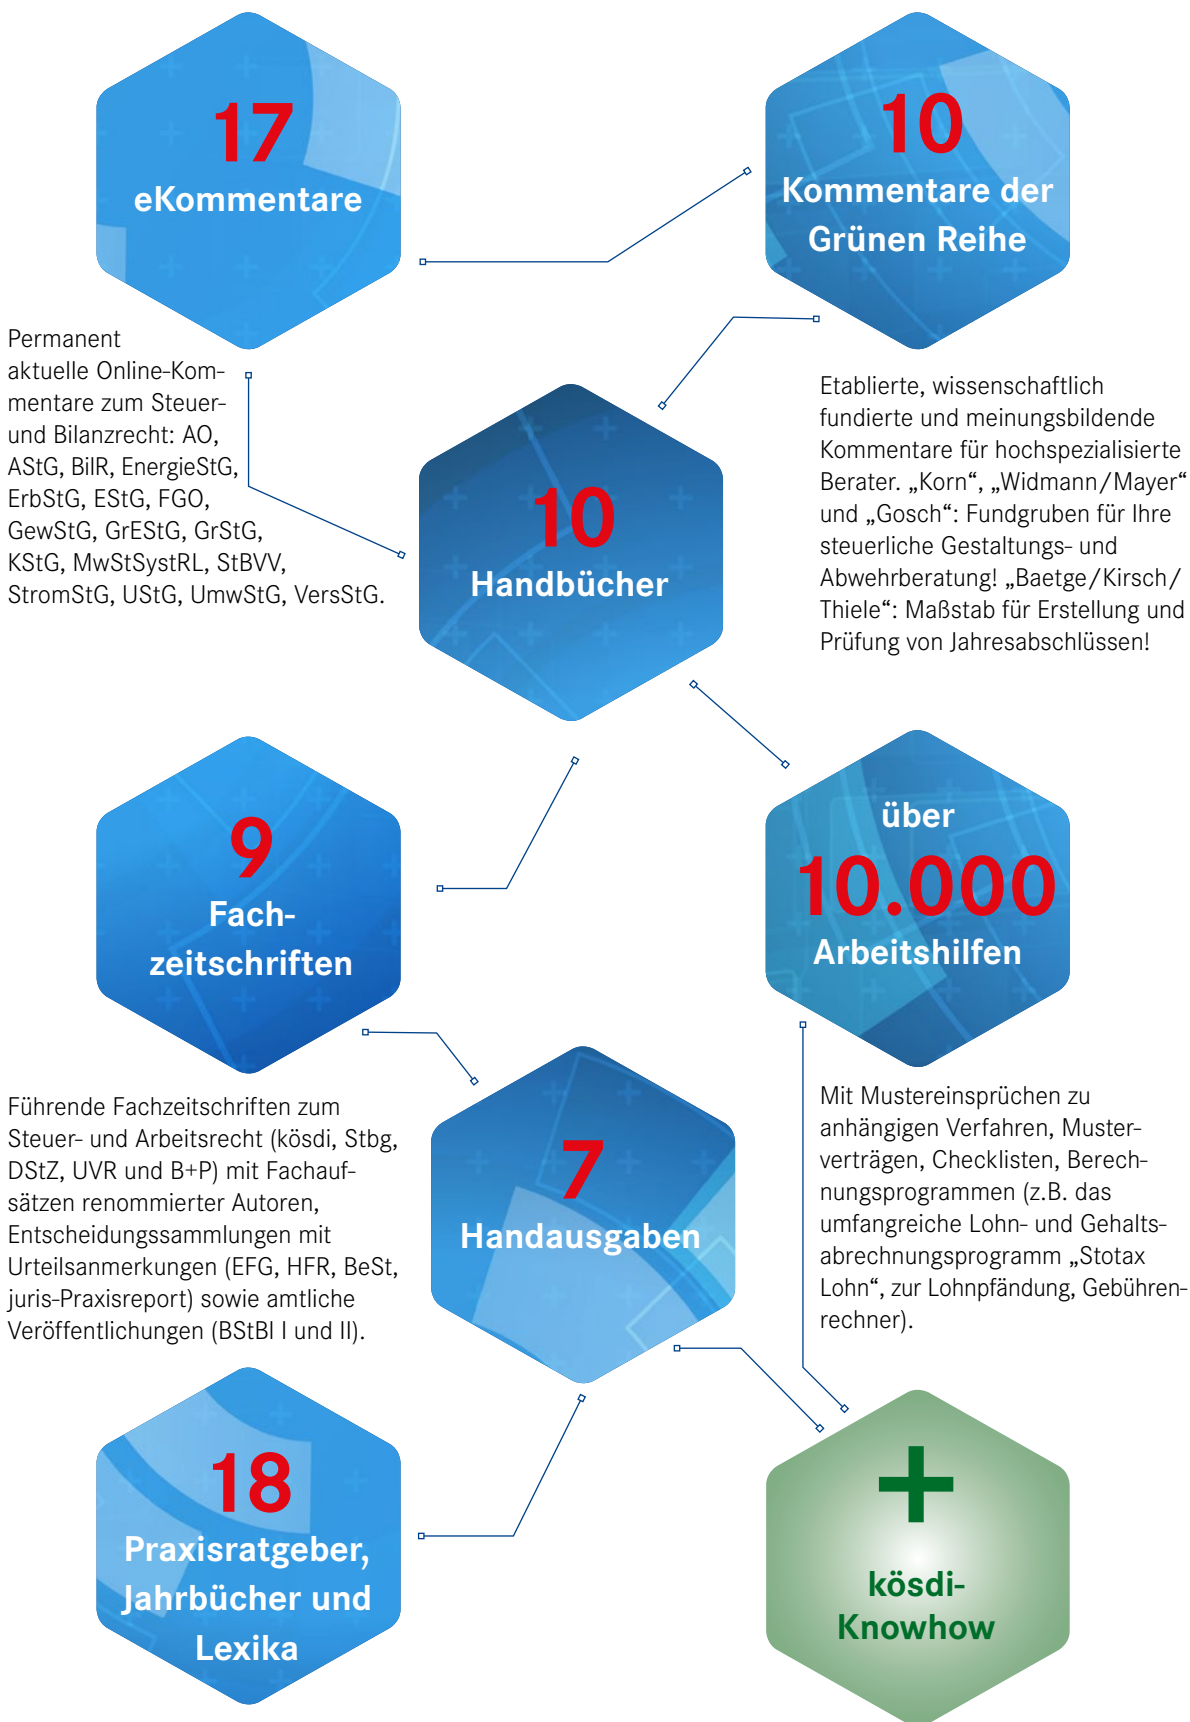 17
eKommentare
10
Kommentare der
Grünen Reihe
Permanent
aktuelle Online-Kom-
mentare zum Steuer-
und Bilanzrecht: AO,
AStG, BilR, EnergieStG,
ErbStG, EStG, FGO,
GewStG, GrEStG, GrStG,
KStG, MwStSystRL, StBVV,
StromStG, UStG, UmwStG, VersStG.
Etablierte, wissenschaftlich
fundierte und meinungsbildende
Kommentare für hochspezialisierte
Berater. „Korn“, „Widmann/Mayer“
und „Gosch“: Fundgruben für Ihre
steuerliche Gestaltungs- und
Abwehrberatung! „Baetge/Kirsch/
Thiele“: Maßstab für Erstellung und
Prüfung von Jahresabschlüssen!
10
Handbücher
9
Fach-
zeitschriften
über
10.000
Arbeitshilfen
Führende Fachzeitschriften zum
Steuer- und Arbeitsrecht (kösdi, Stbg,
DStZ, UVR und B+P) mit Fachauf-
sätzen renommierter Autoren,
Entscheidungssammlungen mit
Urteilsanmerkungen (EFG, HFR, BeSt,
juris-Praxisreport) sowie amtliche
Veröffentlichungen (BStBl I und II).
7
Handausgaben
Mit Mustereinsprüchen zu
anhängigen Verfahren, Muster-
verträgen, Checklisten, Berech-
nungsprogrammen (z.B. das
umfangreiche Lohn- und Gehalts-
abrechnungsprogramm „Stotax
Lohn“, zur Lohnpfändung, Gebühren-
rechner).
18
Praxisratgeber,
Jahrbücher und
Lexika
+
kösdi-
Knowhow